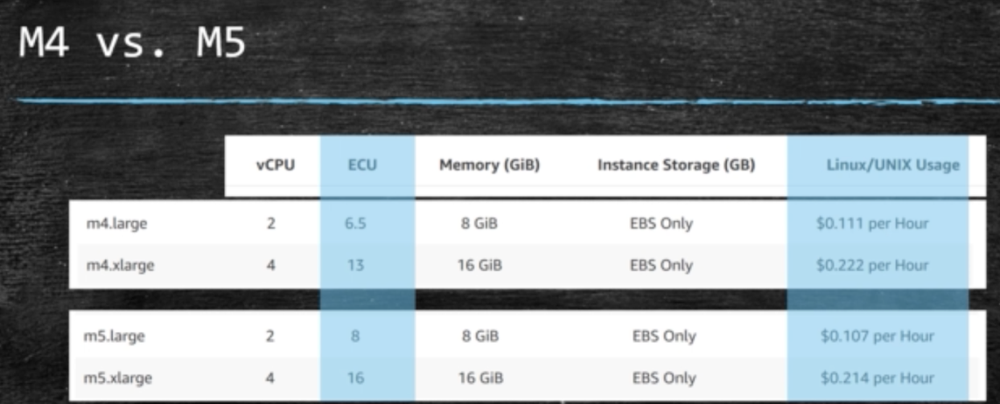 M4 vs. M5
vCPU ECU Memory (GiB) Instance Storage (GB) Linux/UNIX Usage
m4.large 2 6.5 8 GiB EBS Only $0.111 per Hour
m4.xlarge 4 13 16 GiB EBS Only $0.222 per Hour
m5.large 2 8 8 GiB EBS Only $0.107 per Hour
m5.xlarge 4 16 16 GiB EBS Only $0.214 per Hour